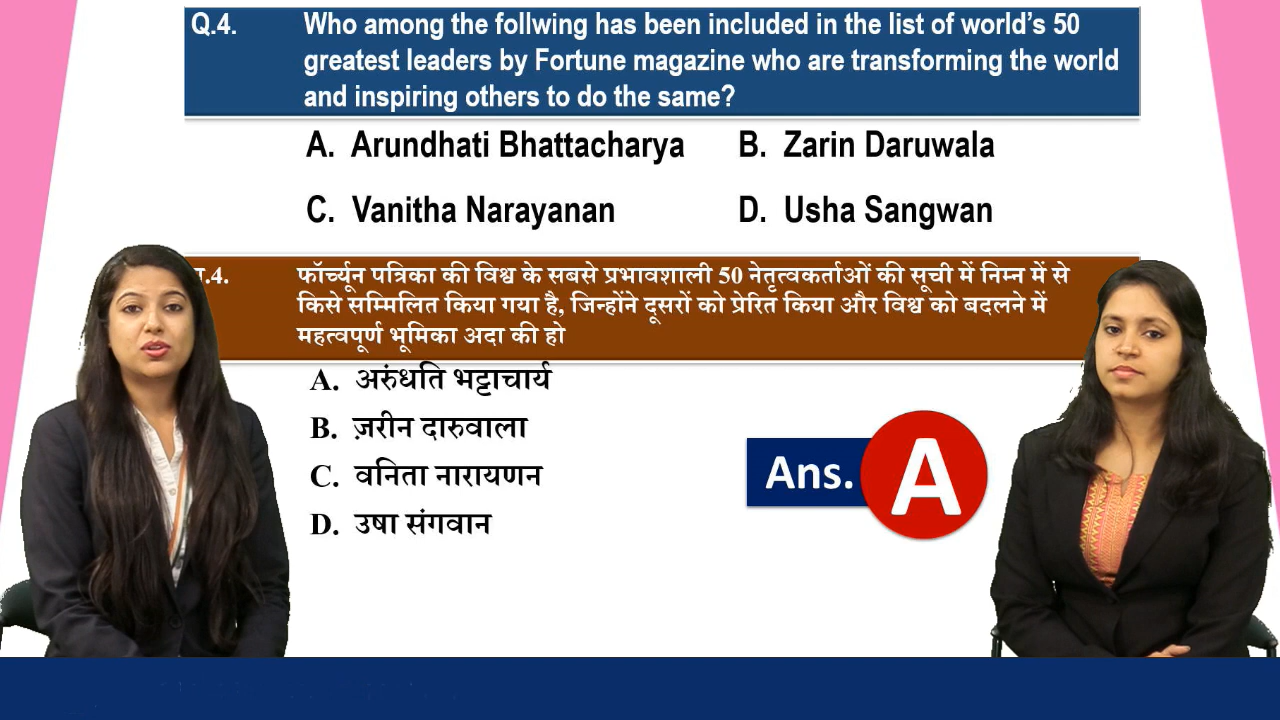 Q.4. Who among the follwing has been included in the list of world’s 50
greatest leaders by Fortune magazine who are transforming the world
and inspiring others to do the same?
A. Arundhati Bhattacharya B. Zarin Daruwala
C. Vanitha Narayanan D. Usha Sangwan
.4. फॉर्च्यून पत्रिका की विश्व के सबसे प्रभावशाली 50 नेतृत्वकर्ताओं की सूची में निम्न में से
किसे सम्मिलित किया गया है, जिन्होंने दूसरों को प्रेरित किया और विश्व को बदलने में
महत्वपूर्ण भूमिका अदा की हो
A. अरुंधति भट्टाचार्य
B. ज़रीन दारुवाला
C. वनिता नारायणन
D. उषा संगवान
Ans. A